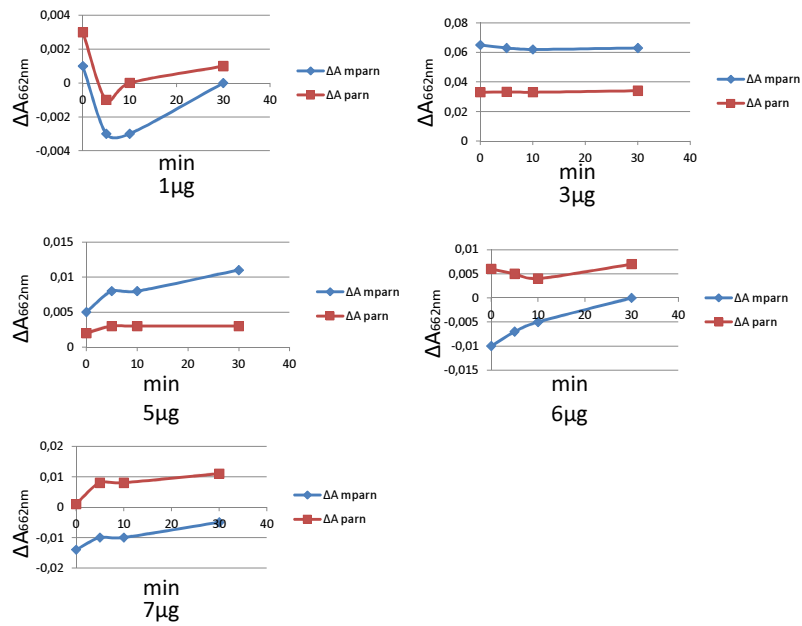 0,004
0,002
0
-0,002
-0,004
0 10 20 30 40
ΔA662nm
min
1µg
ΔA mparn
ΔA parn
0,08
0,06
0,04
0,02
0
0 10 20 30 40
ΔA662nm
min
3µg
ΔA mparn
ΔA parn
0,015
0,01
0,005
0
0 10 20 30 40
ΔA662nm
min
5µg
ΔA mparn
ΔA parn
0,01
0,005
0
-0,005
-0,01
-0,015
0 10 20 30 40
ΔA662nm
min
6µg
ΔA mparn
ΔA parn
0,02
0,01
0
-0,01
-0,02
0 10 20 30 40
ΔA662nm
min
7µg
ΔA mparn
ΔA parn